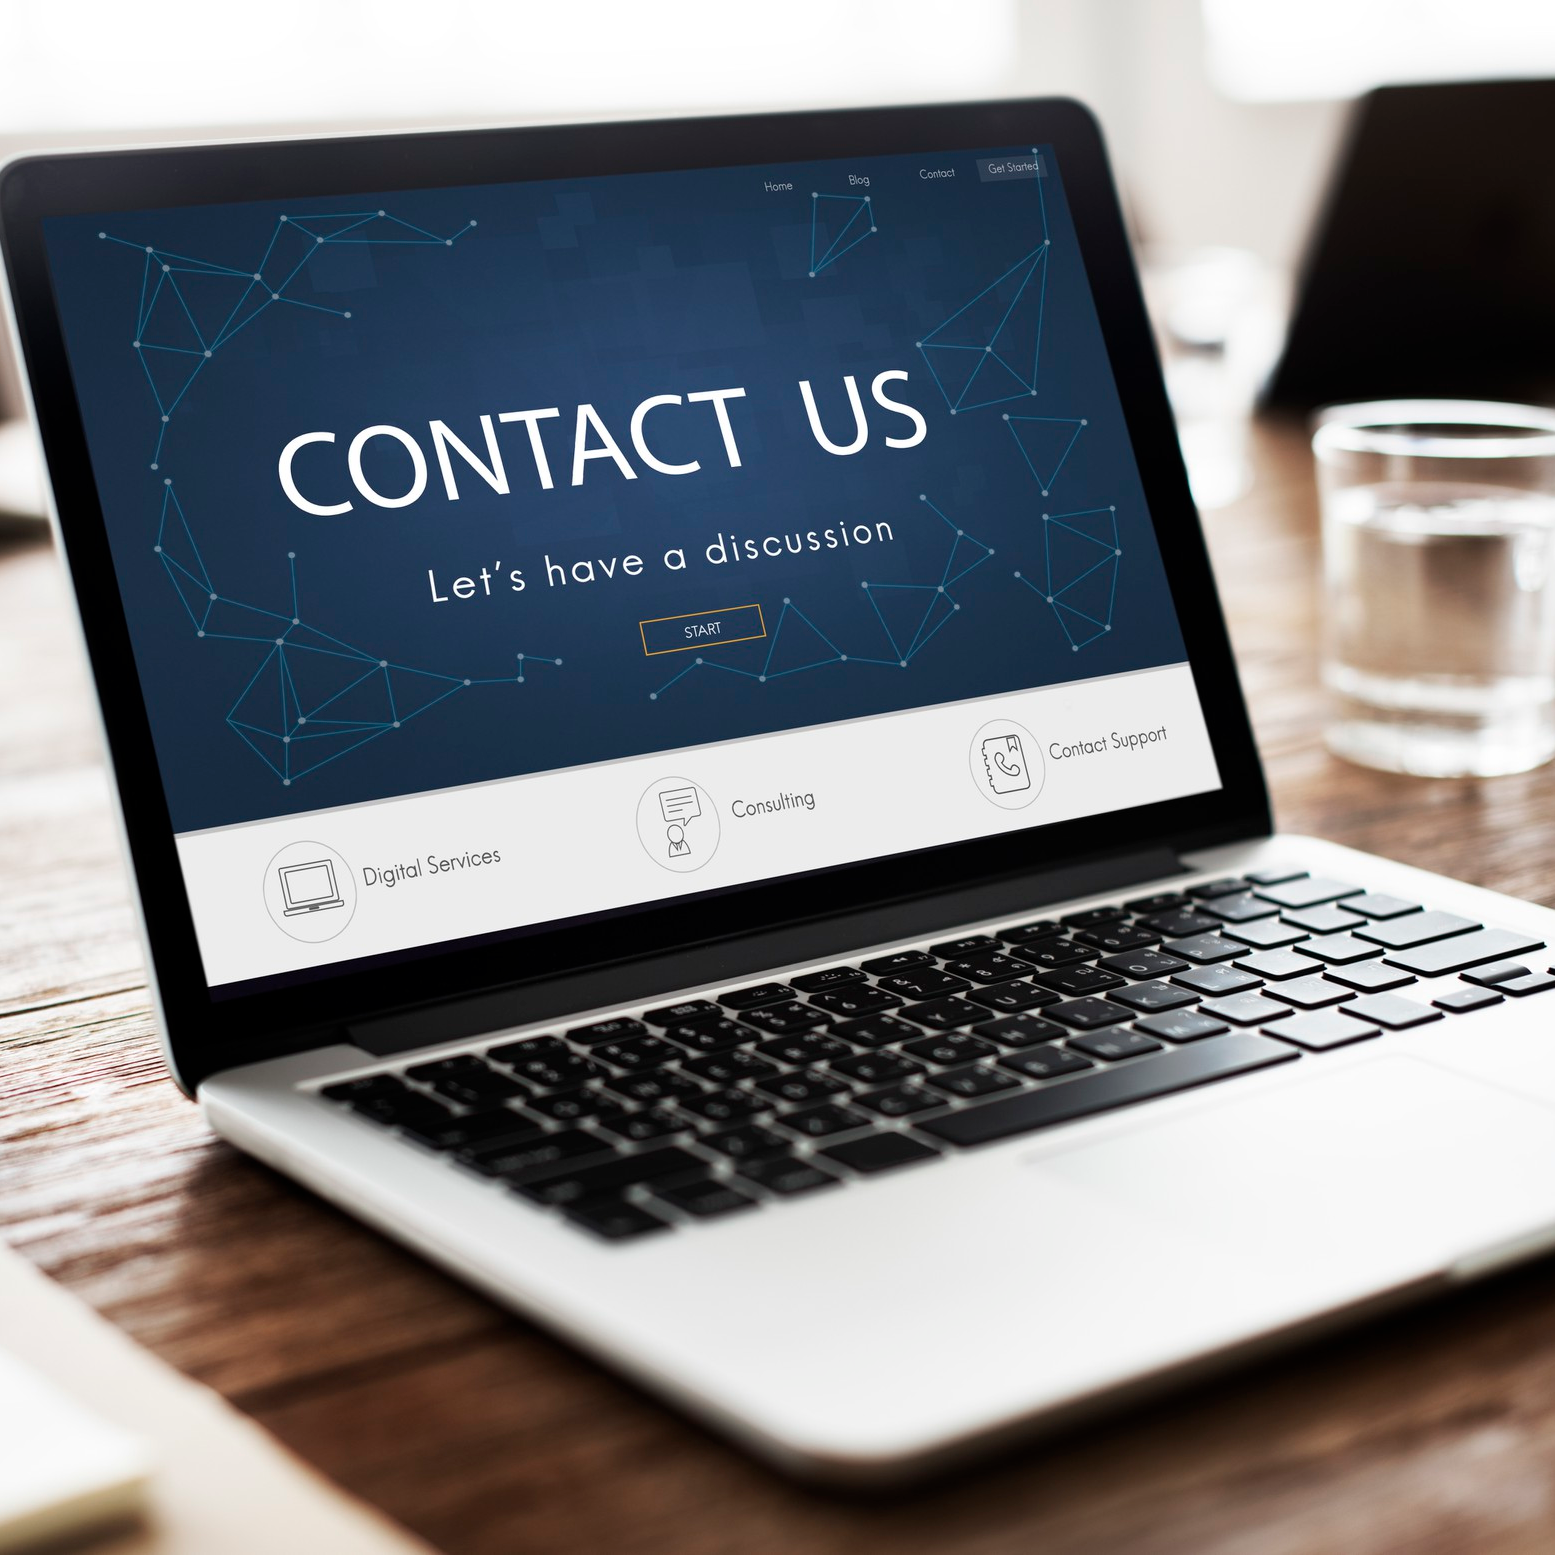 Home Blog Contact Get Started
CONTACT US
Let's have a discussion
START
Digital Services
Consulting
Contact Support